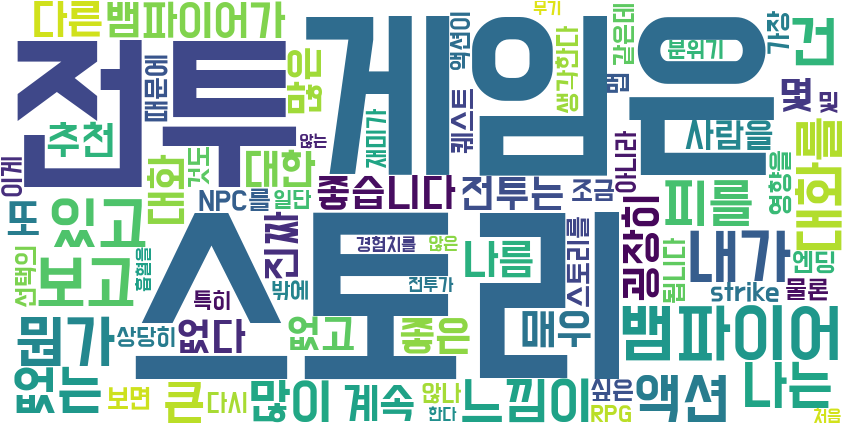 다른 뱀파이어가
전투
게임은
스토리
때문에
많은
액션이
무기
생각한다
맵
같은데
분위기
가장
건
몇
및
추천
이게
않는
재미가
퀘스트
사람을
대화를
대화
것도
대한
NPC를
일단
좋습니다
전투는
조금
아니라
영향을
또
있고
진짜
경험치를
않은
나름
스토리를
굉장히
피를
내가
엔딩
선택의
보고
흡혈을
특히
밖에
전투가
됩니다
strike
물론
뭔가
상당히
없다
없고
좋은
매우
뱀파이어
없는
보면
큰
다시
많이
계속
않나
한다
느낌이
싶은
RPG
액션
나는
처음